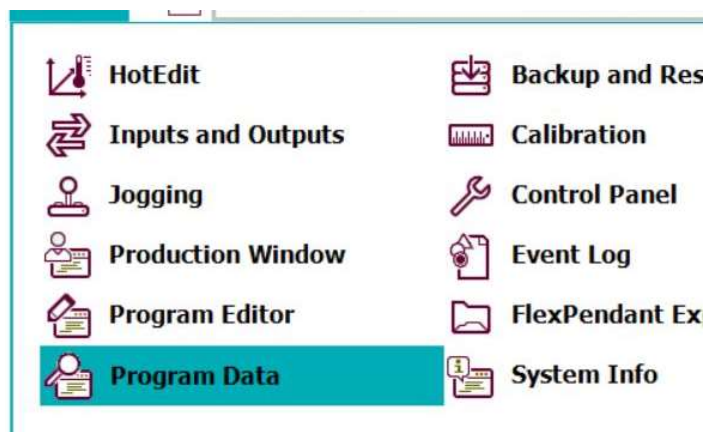 HotEdit
Inputs and Outputs
Jogging
Production Window
Program Editor
Program Data
Backup and Res
Calibration
Control Panel
Event Log
FlexPendant Ex
System Info